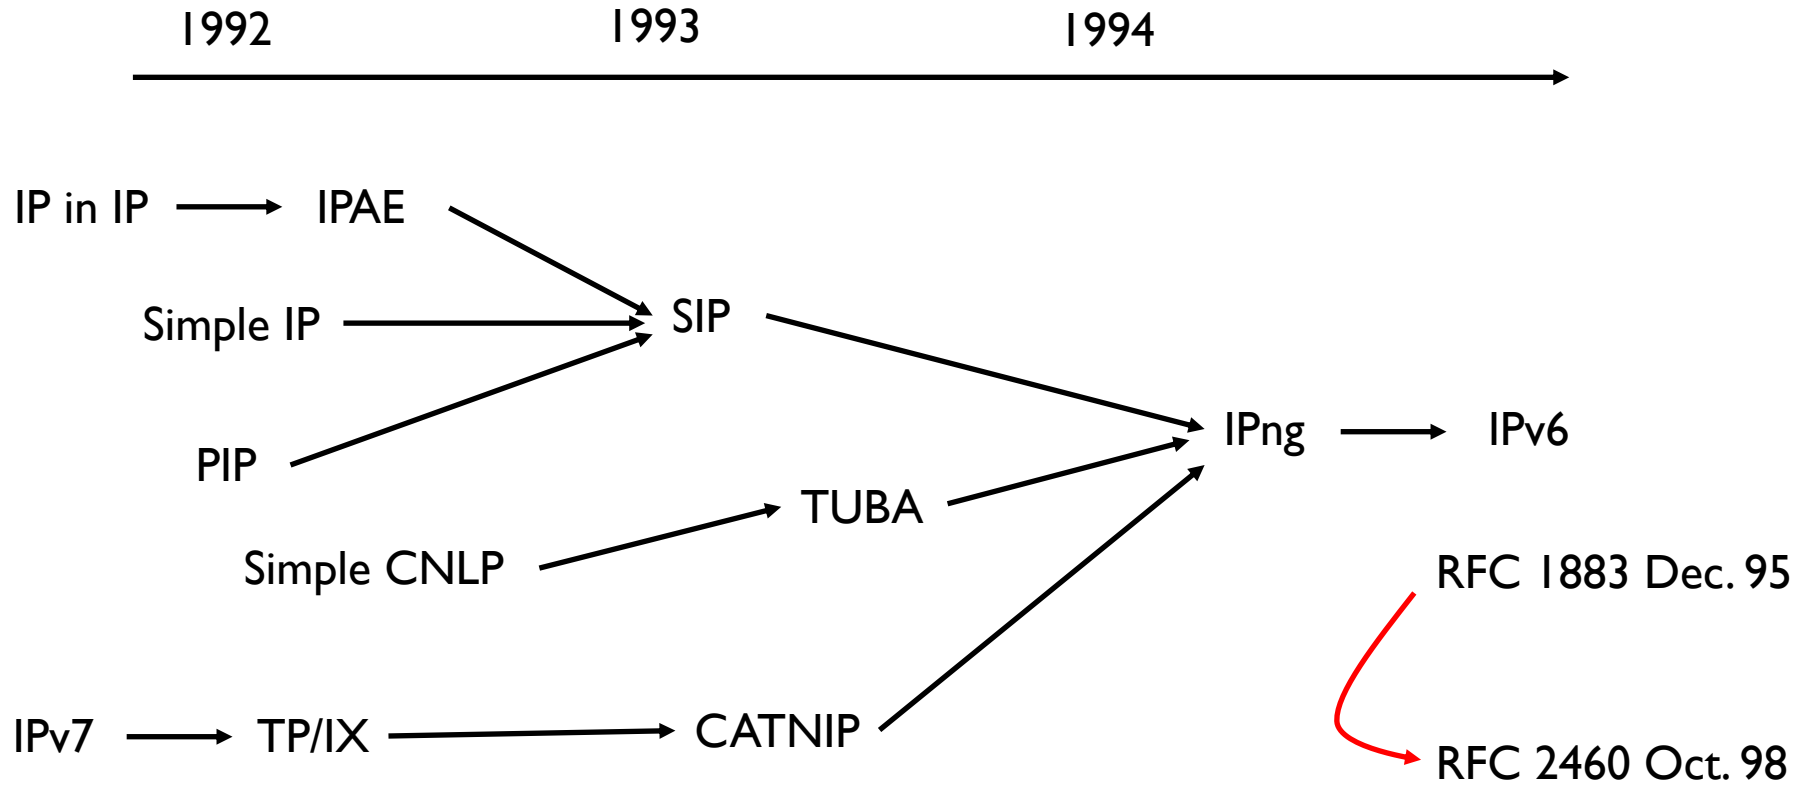 1992 1993 1994
IP in IP IPAE
Simple IP SIP
PIP IPng IPv6
TUBA
Simple CNLP RFC 1883 Dec. 95
IPv7 TP/IX CATNIP
RFC 2460 Oct. 98